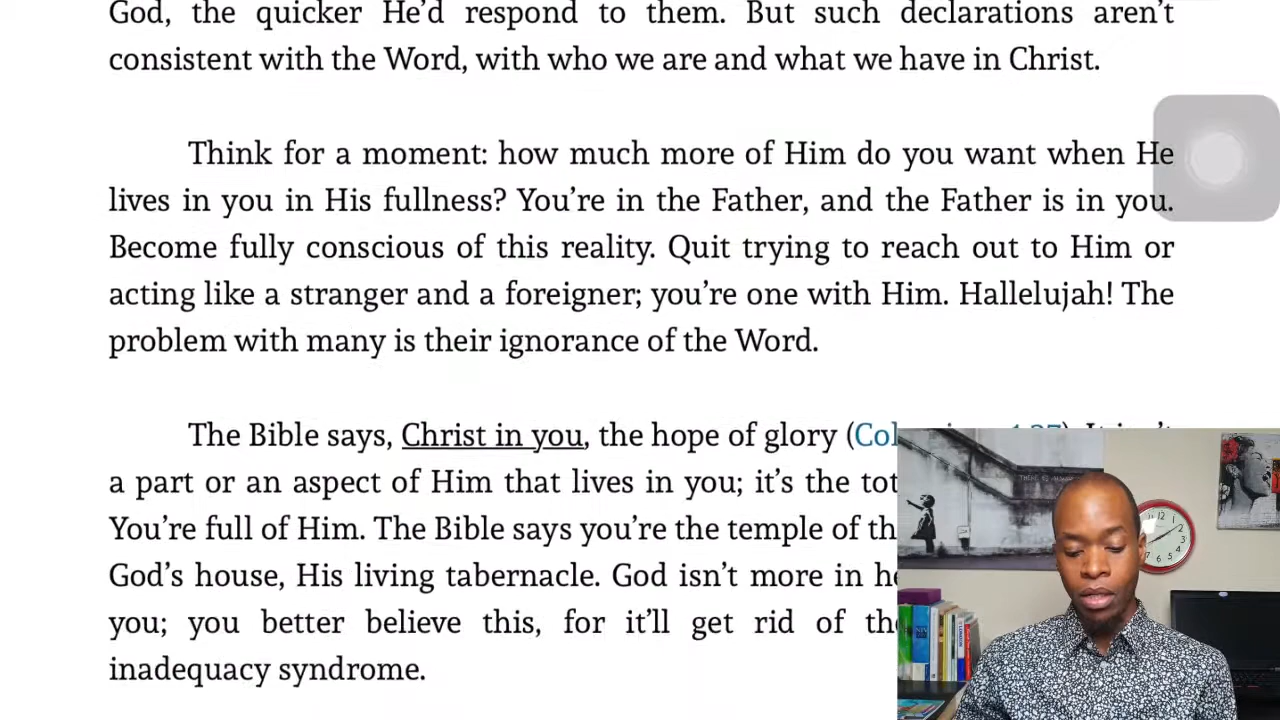 God, the quicker He’d respond to them. But such declarations aren’t
consistent with the Word, with who we are and what we have in Christ.
Think for a moment: how much more of Him do you want when He
lives in you in His fullness? You’re in the Father, and the Father is in you.
Become fully conscious of this reality. Quit trying to reach out to Him or
acting like a stranger and a foreigner; you’re one with Him. Hallelujah! The
problem with many is their ignorance of the Word.
The Bible says, Christ in you, the hope of glory (Col
a part or an aspect of Him that lives in you; it’s the tot
You’re full of Him. The Bible says you’re the temple of th
God’s house, His living tabernacle. God isn’t more in he
you; you better believe this, for it’ll get rid of the
inadequacy syndrome.